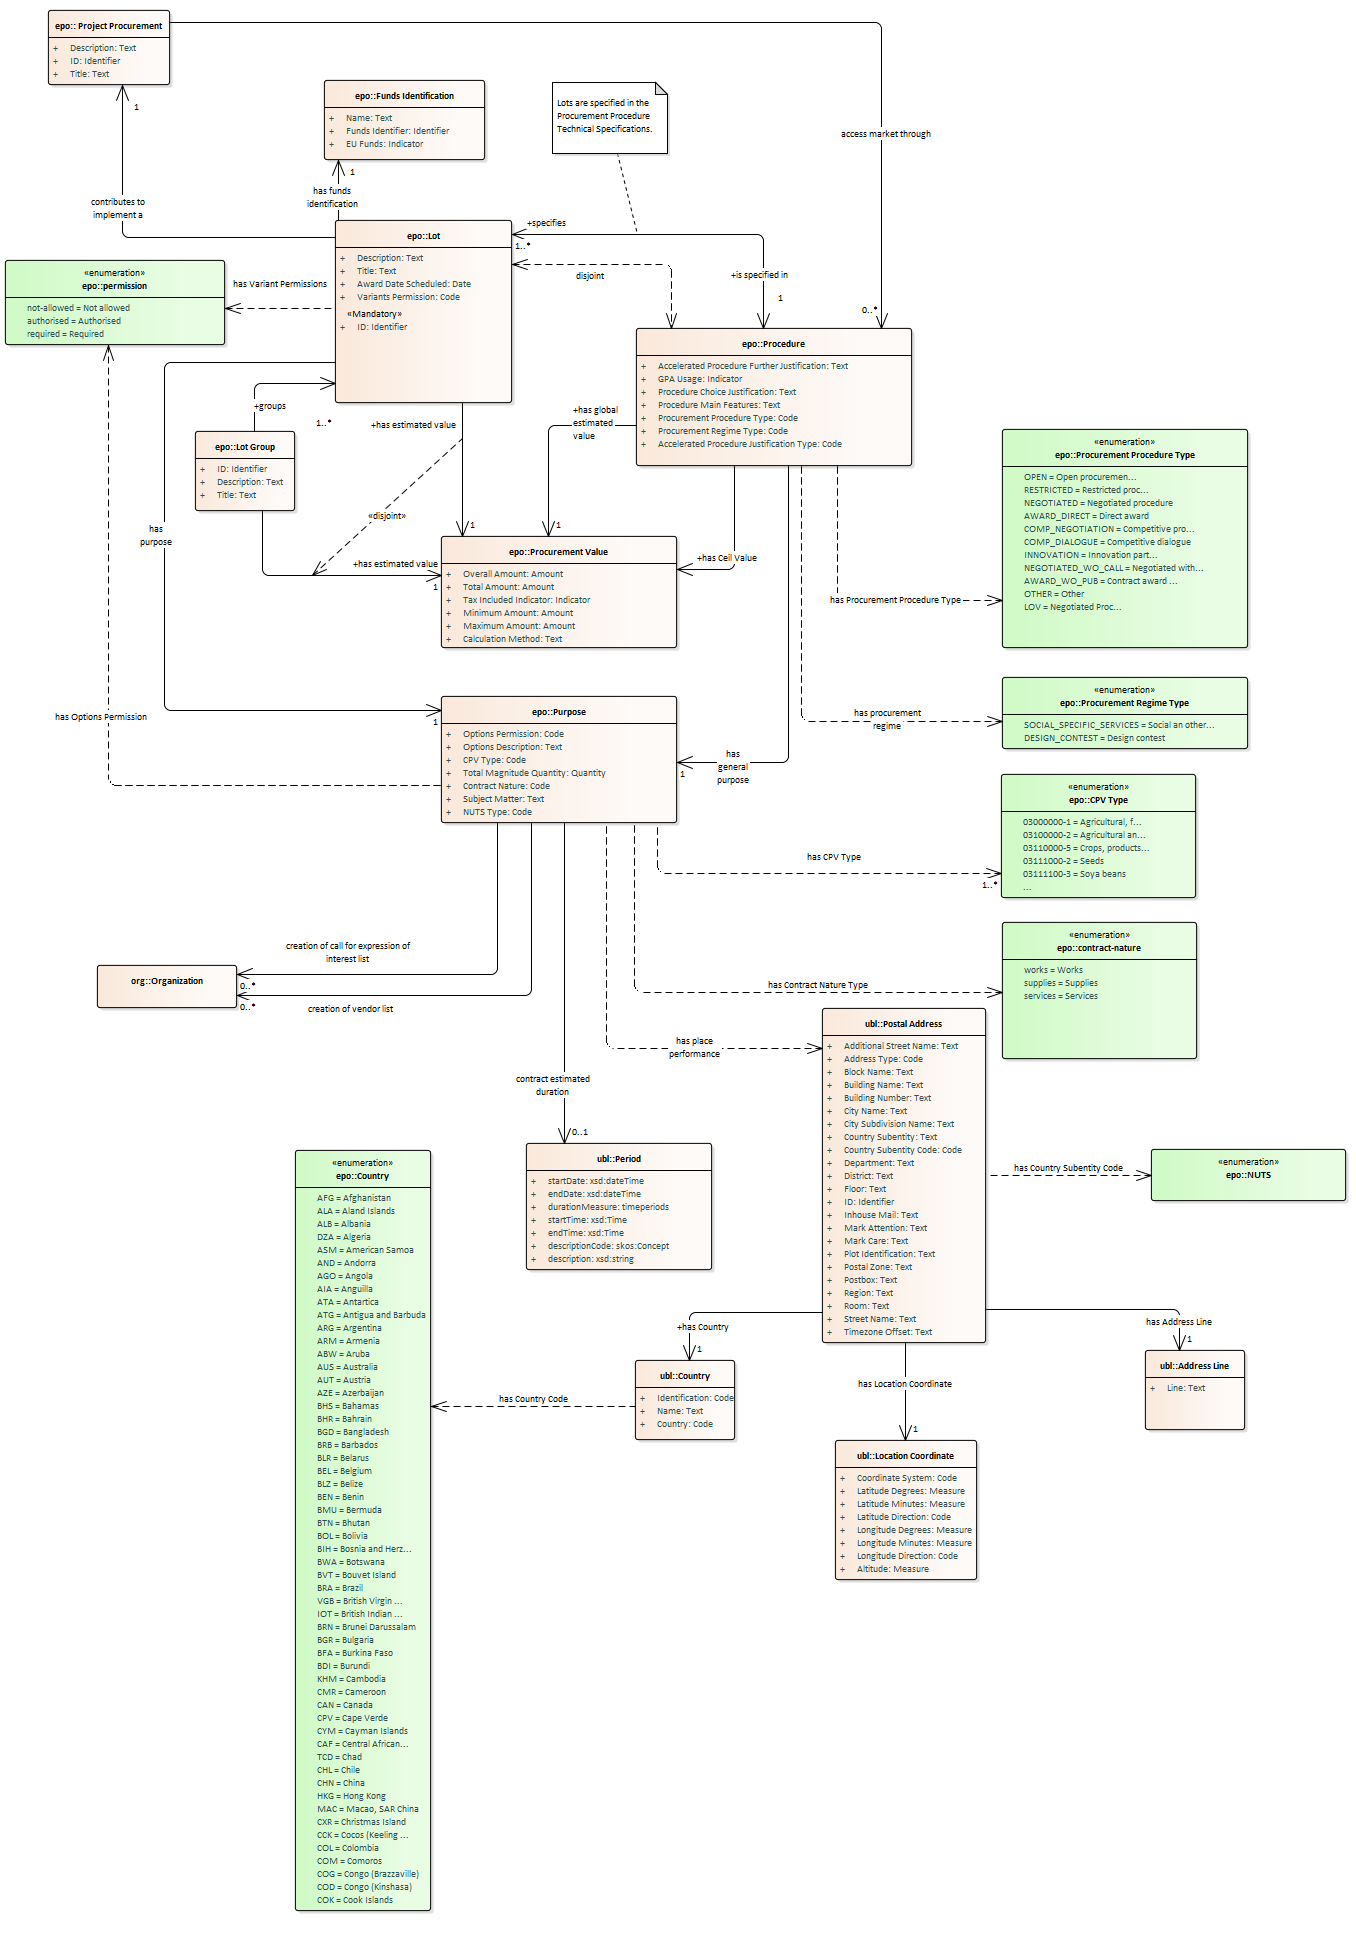 epo:: Project Procurement
+ Description: Text
+ ID: Identifier
+ Title: Text
1
contributes to
implement a
access market through
0..*
epo::Funds Identification
+ Name: Text
+ Funds Identifier: Identifier
+ EU Funds: Indicator
1
has funds
identification
Lots are specified in the
Procurement Procedure
Technical Specifications.
epo::Lot
+ Description: Text
+ Title: Text
+ Award Date Scheduled: Date
+ Variants Permission: Code
«Mandatory»
+ ID: Identifier
+specifies
1..*
disjoint
+is specified in
1
«enumeration»
epo::permission
not-allowed = Not allowed
authorised = Authorised
required = Required
has Variant Permissions
epo::Procedure
+ Accelerated Procedure Further Justification: Text
+ GPA Usage: Indicator
+ Procedure Choice Justification: Text
+ Procedure Main Features: Text
+ Procurement Procedure Type: Code
+ Procurement Regime Type: Code
+ Accelerated Procedure Justification Type: Code
+groups
1..*
+has estimated value
+has global
estimated
value
epo::Lot Group
+ ID: Identifier
+ Description: Text
+ Title: Text
«disjoint»
1
1
+has estimated value
1
+has Ceil Value
epo::Procurement Value
+ Overall Amount: Amount
+ Total Amount: Amount
+ Tax Included Indicator: Indicator
+ Minimum Amount: Amount
+ Maximum Amount: Amount
+ Calculation Method: Text
«enumeration»
epo::Procurement Procedure Type
OPEN = Open procuremen...
RESTRICTED = Restricted proc...
NEGOTIATED = Negotiated procedure
AWARD_DIRECT = Direct award
COMP_NEGOTIATION = Competitive pro...
COMP_DIALOGUE = Competitive dialogue
INNOVATION = Innovation part...
NEGOTIATED_WO_CALL = Negotiated with...
AWARD_WO_PUB = Contract award ...
OTHER = Other
LOV = Negotiated Proc...
has Procurement Procedure Type
has
purpose
has Options Permission
1
epo::Purpose
+ Options Permission: Code
+ Options Description: Text
+ CPV Type: Code
+ Total Magnitude Quantity: Quantity
+ Contract Nature: Code
+ Subject Matter: Text
+ NUTS Type: Code
1
has
general
purpose
has procurement
regime
«enumeration»
epo::Procurement Regime Type
SOCIAL_SPECIFIC_SERVICES = Social an other...
DESIGN_CONTEST = Design contest
«enumeration»
epo::CPV Type
03000000-1 = Agricultural, f...
03100000-2 = Agricultural an...
03110000-5 = Crops, products...
03111000-2 = Seeds
03111100-3 = Soya beans
...
has CPV Type
1..*
«enumeration»
epo::contract-nature
works = Works
supplies = Supplies
services = Services
has Contract Nature Type
creation of call for expression of
interest list
0..*
org::Organization
0..*
creation of vendor list
has place
performance
contract estimated
duration
0..1
ubl::Postal Address
+ Additional Street Name: Text
+ Address Type: Code
+ Block Name: Text
+ Building Name: Text
+ Building Number: Text
+ City Name: Text
+ City Subdivision Name: Text
+ Country Subentity: Text
+ Country Subentity Code: Code
+ Department: Text
+ District: Text
+ Floor: Text
+ ID: Identifier
+ Inhouse Mail: Text
+ Mark Attention: Text
+ Mark Care: Text
+ Plot Identification: Text
+ Postal Zone: Text
+ Postbox: Text
+ Region: Text
+ Room: Text
+ Street Name: Text
+ Timezone Offset: Text
ubl::Period
+ startDate: xsd:dateTime
+ endDate: xsd:dateTime
+ durationMeasure: timeperiods
+ startTime: xsd:Time
+ endTime: xsd:Time
+ descriptionCode: skos:Concept
+ description: xsd:string
has Country Subentity Code
«enumeration»
epo::NUTS
+has Country
1
has Address Line
1
ubl::Address Line
+ Line: Text
has Location Coordinate
1
ubl::Country
+ Identification: Code
+ Name: Text
+ Country: Code
has Country Code
ubl::Location Coordinate
+ Coordinate System: Code
+ Latitude Degrees: Measure
+ Latitude Minutes: Measure
+ Latitude Direction: Code
+ Longitude Degrees: Measure
+ Longitude Minutes: Measure
+ Longitude Direction: Code
+ Altitude: Measure
«enumeration»
epo::Country
AFG = Afghanistan
ALA = Aland Islands
ALB = Albania
DZA = Algeria
ASM = American Samoa
AND = Andorra
AGO = Angola
AIA = Anguilla
ATA = Antartica
ATG = Antigua and Barbuda
ARG = Argentina
ARM = Armenia
ABW = Aruba
AUS = Australia
AUT = Austria
AZE = Azerbaijan
BHS = Bahamas
BHR = Bahrain
BGD = Bangladesh
BRB = Barbados
BLR = Belarus
BEL = Belgium
BLZ = Belize
BEN = Benin
BMU = Bermuda
BTN = Bhutan
BOL = Bolivia
BIH = Bosnia and Herz...
BWA = Botswana
BVT = Bouvet Island
BRA = Brazil
VGB = British Virgin ...
IOT = British Indian ...
BRN = Brunei Darussalam
BGR = Bulgaria
BFA = Burkina Faso
BDI = Burundi
KHM = Cambodia
CMR = Cameroon
CAN = Canada
CPV = Cape Verde
CYM = Cayman Islands
CAF = Central African...
TCD = Chad
CHL = Chile
CHN = China
HKG = Hong Kong
MAC = Macao, SAR China
CXR = Christmas Island
CCK = Cocos (Keeling ...
COL = Colombia
COM = Comoros
COG = Congo (Brazzaville)
COD = Congo (Kinshasa)
COK = Cook Islands